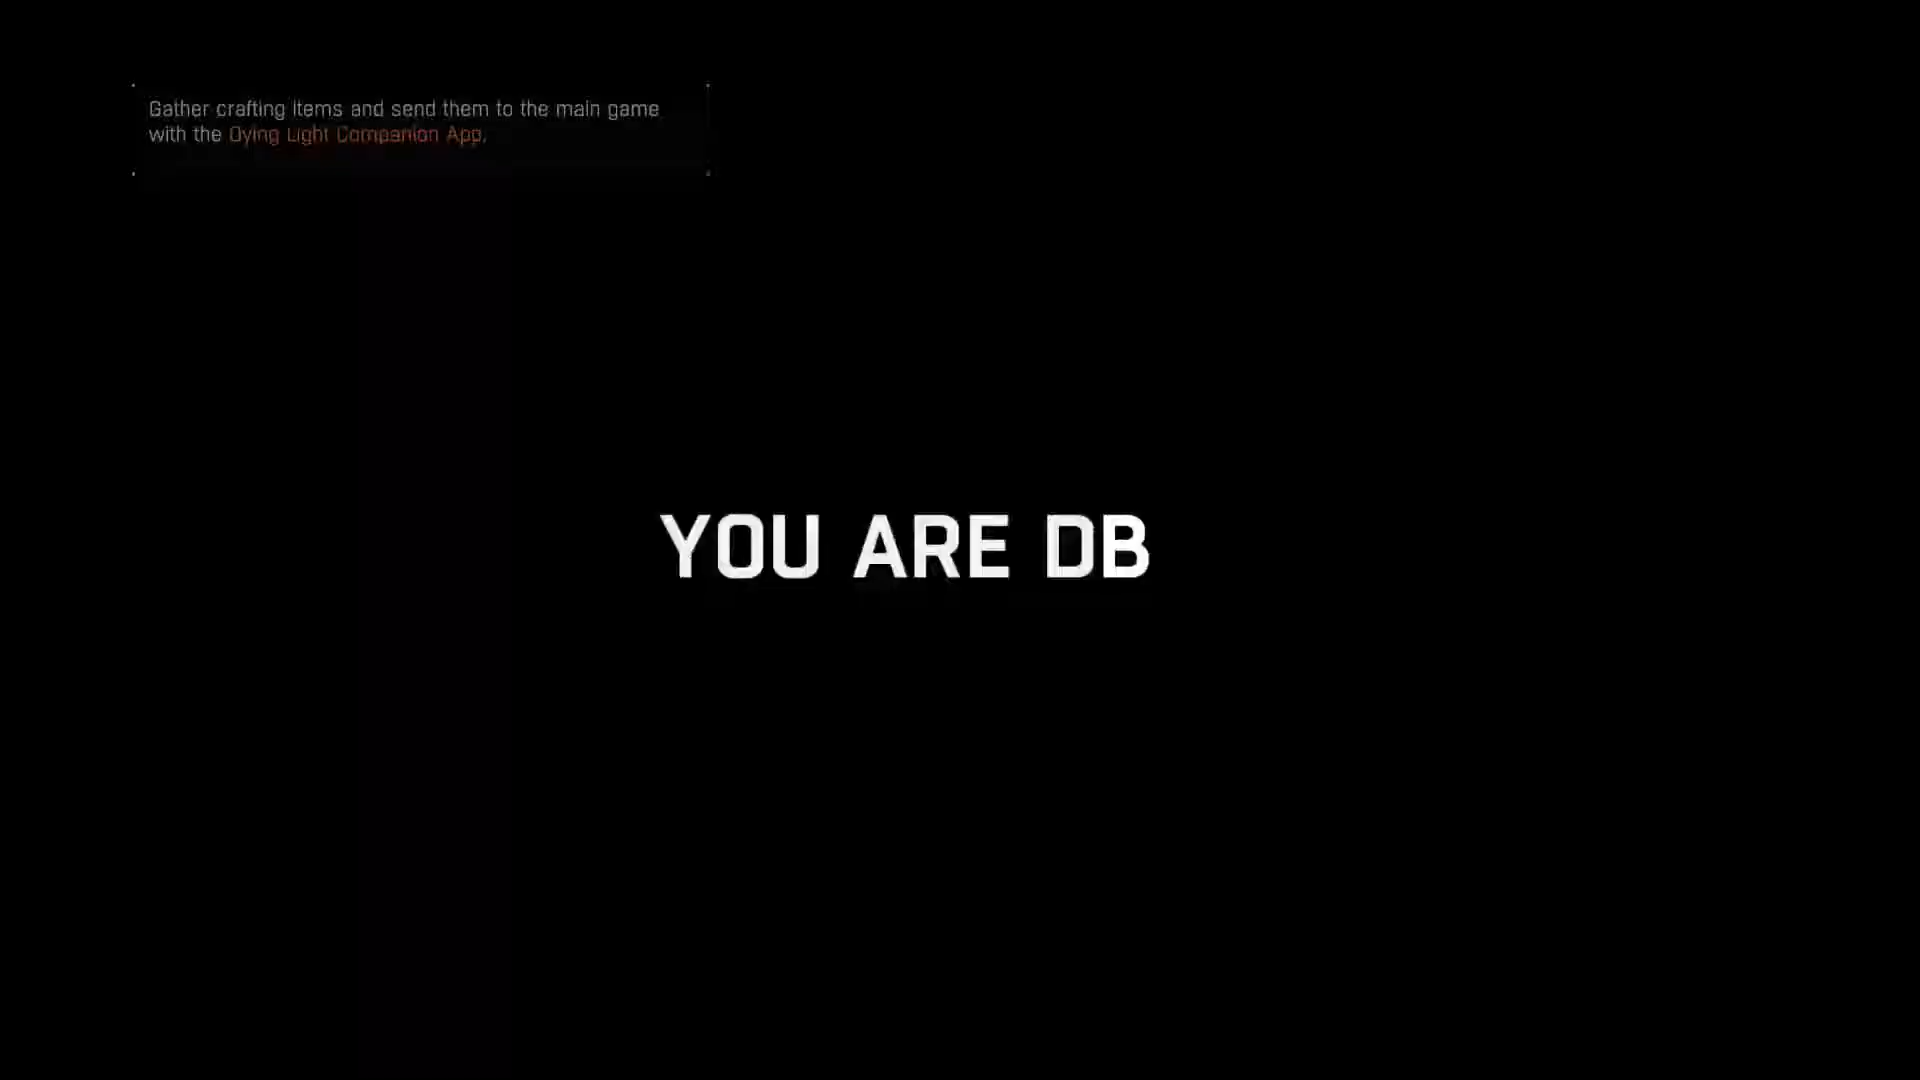 Gather crafting items and send them to the main game
with the Dying Light Companion App.
YOU ARE DB